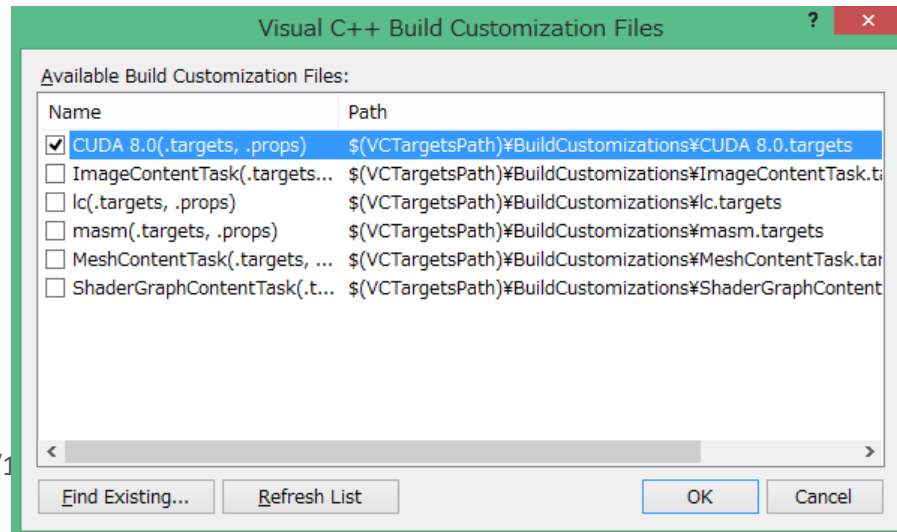 Visual C++ Build Customization Files
? ×
Available Build Customization Files:
Name Path
CUDA 8.0(.targets, .props) $(VCTargetsPath)¥BuildCustomizations¥CUDA 8.0.targets
ImageContentTask(.targets... $(VCTargetsPath)¥BuildCustomizations¥ImageContentTask.ta
lc(.targets, .props) $(VCTargetsPath)¥BuildCustomizations¥lc.targets
masm(.targets, .props) $(VCTargetsPath)¥BuildCustomizations¥masm.targets
MeshContentTask(.targets, ... $(VCTargetsPath)¥BuildCustomizations¥MeshContentTask.tar
ShaderGraphContentTask(.t... $(VCTargetsPath)¥BuildCustomizations¥ShaderGraphContent
/1
Find Existing... Refresh List OK Cancel